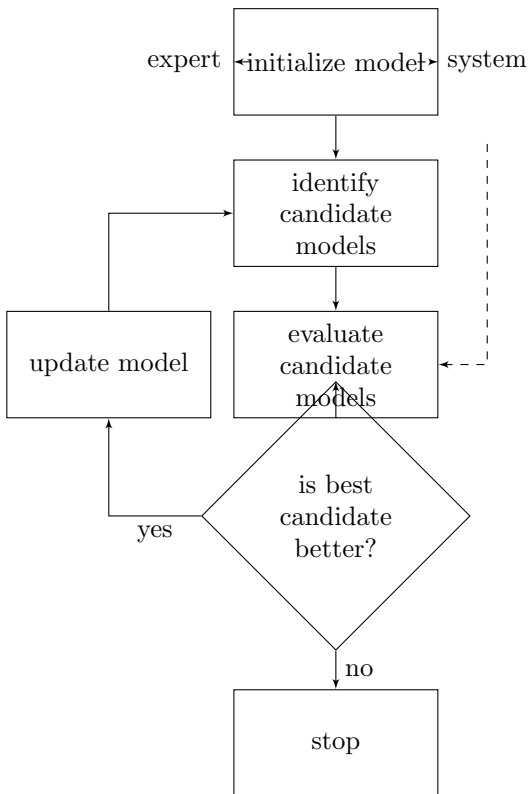 expert
initialize model
system
identify
candidate
models
evaluate
candidate
models
update model
is best
candidate
better?
yes
no
stop